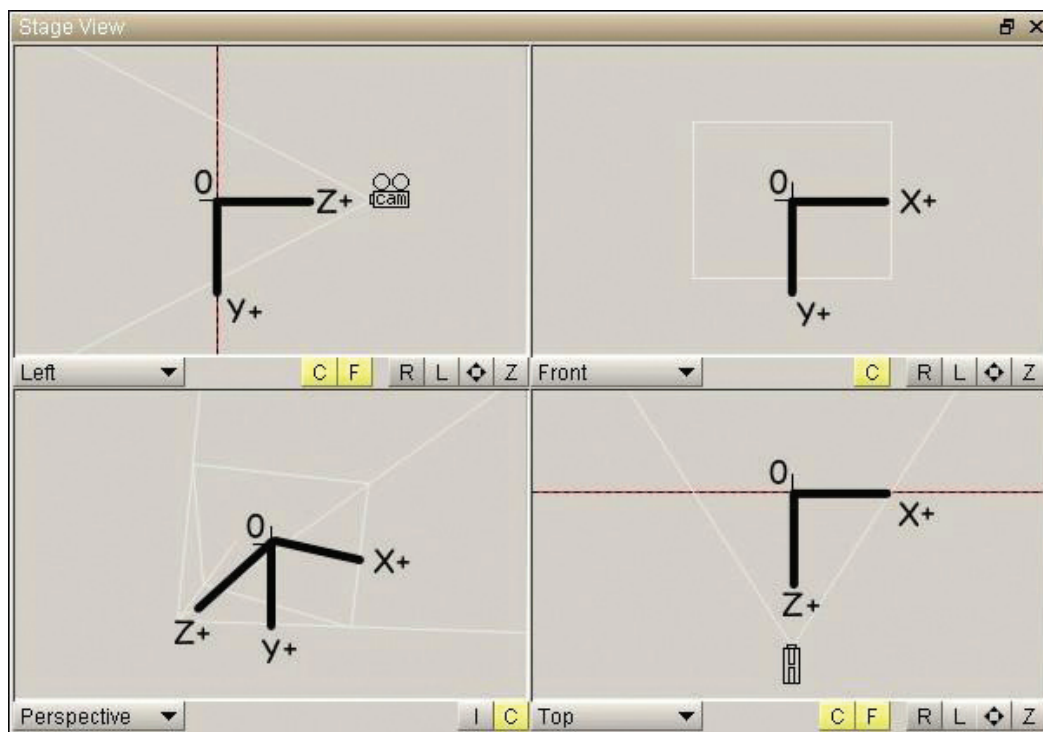 Stage View
0
Z+
cam
Y+
0
X+
Y+
Left C F R L Z
Front C R L Z
0
X+
Z+
Y+
0
X+
Z+
Perspective I C
Top C F R L Z